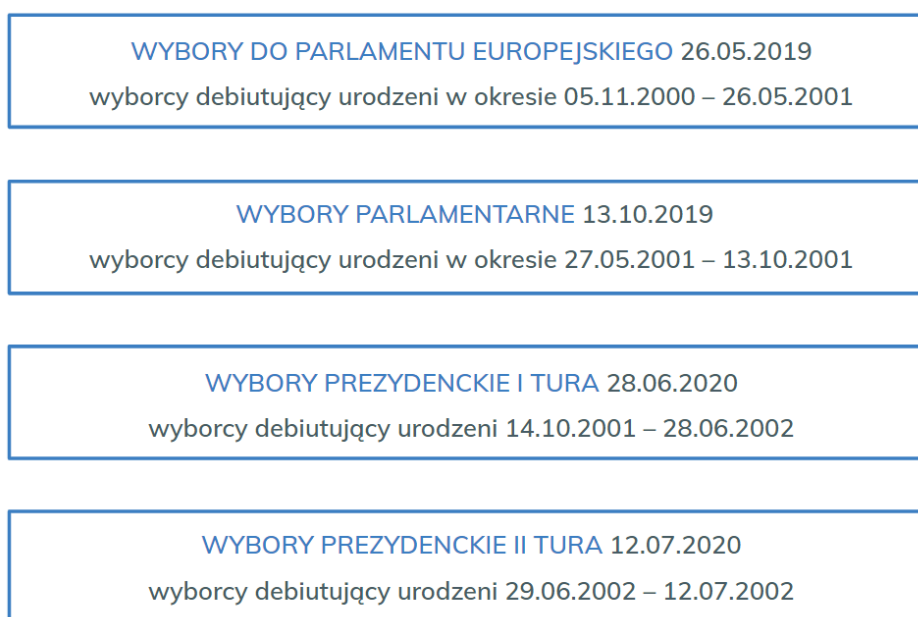 WYBORY DO PARLAMENTU EUROPEJSKIEGO 26.05.2019
wyborcy debiutujący urodzeni w okresie 05.11.2000 – 26.05.2001
WYBORY PARLAMENTARNE 13.10.2019
wyborcy debiutujący urodzeni w okresie 27.05.2001 – 13.10.2001
WYBORY PREZYDENCKIE I TURA 28.06.2020
wyborcy debiutujący urodzeni 14.10.2001 – 28.06.2002
WYBORY PREZYDENCKIE II TURA 12.07.2020
wyborcy debiutujący urodzeni 29.06.2002 – 12.07.2002